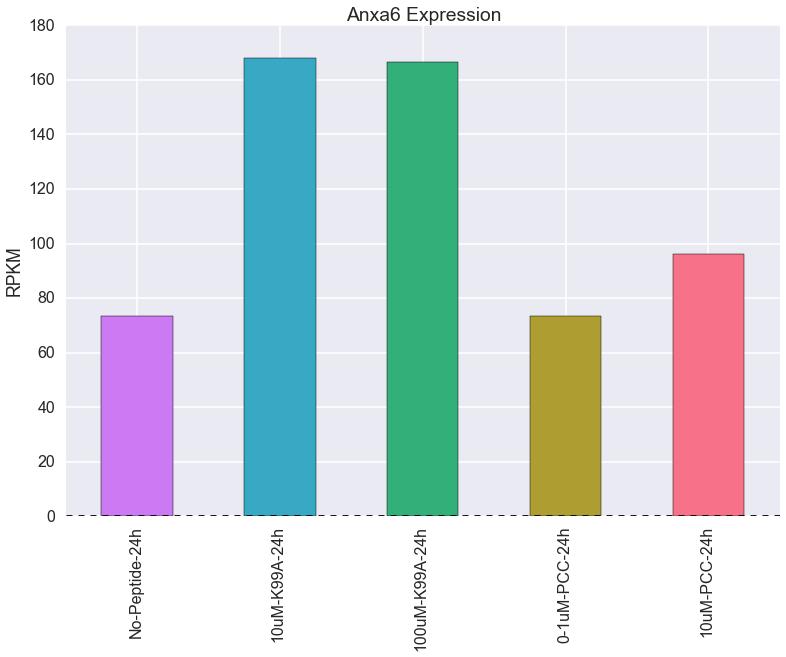 Anxa6 Expression
RPKM
180
160
140
120
100
80
60
40
20
0
No-Peptide-24h
10uM-K99A-24h
100uM-K99A-24h
0-1uM-PCC-24h
10uM-PCC-24h